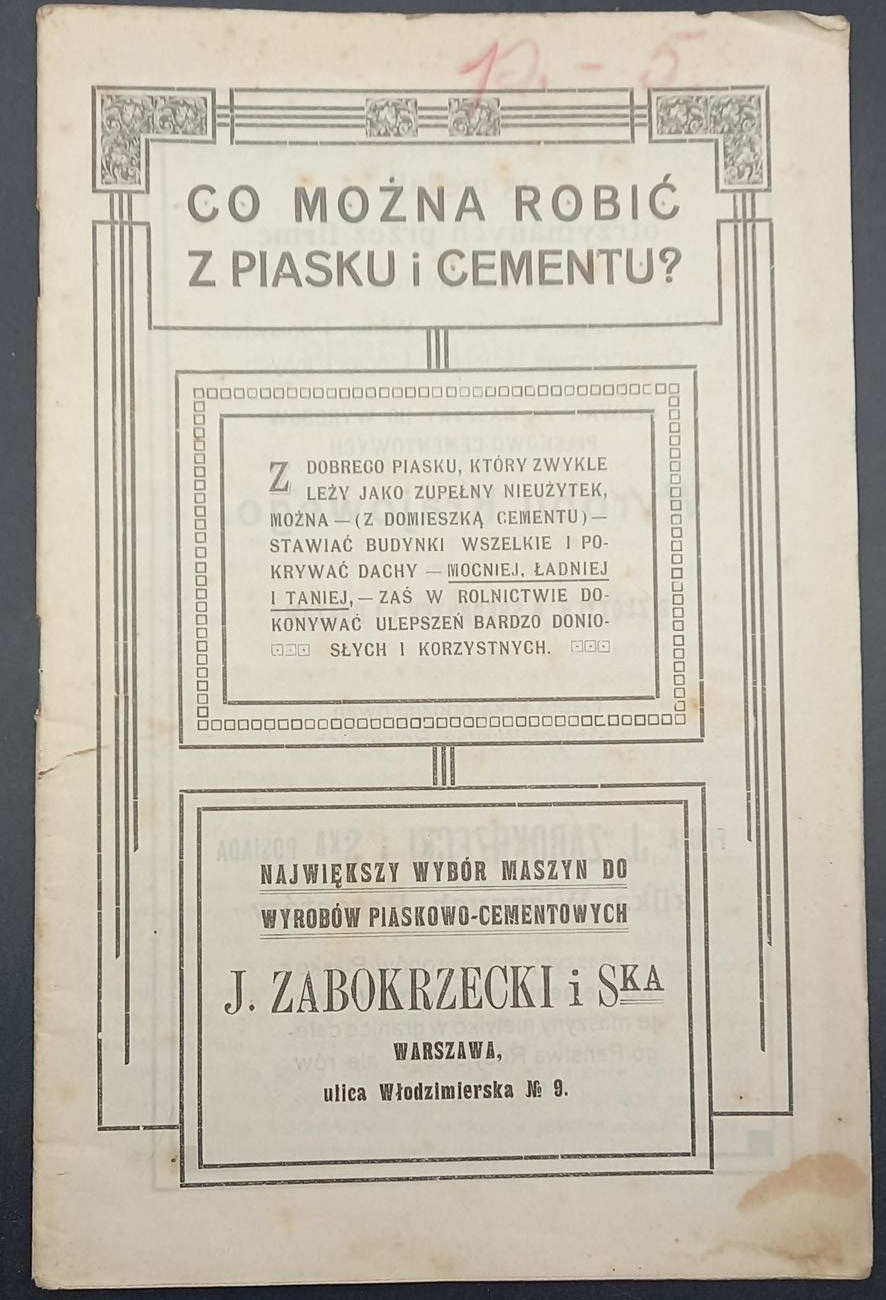 12.- 5
CO MOŻNA ROBIĆ
Z PIASKU i CEMENTU?
Z DOBREGO PIASKU, KTÓRY ZWYKLE
LEŻY JAKO ZUPEŁNY NIEUŻYTEK,
MOŻNA — (Z DOMIESZKĄ CEMENTU) —
STAWIAĆ BUDYNKI WSZELKIE I PO-
KRYWAĆ DACHY — MOCNIEJ, ŁADNIEJ
I TANIEJ, — ZAŚ W ROLNICTWIE DO-
KONYWAĆ ULEPSZEŃ BARDZO DONIO-
SŁYCH I KORZYSTNYCH.
NAJWIĘKSZY WYBÓR MASZYN DO
WYROBÓW PIASKOWO-CEMENTOWYCH
J. ZABOKRZECKI i SKA
WARSZAWA,
ulica Włodzimierska № 9.